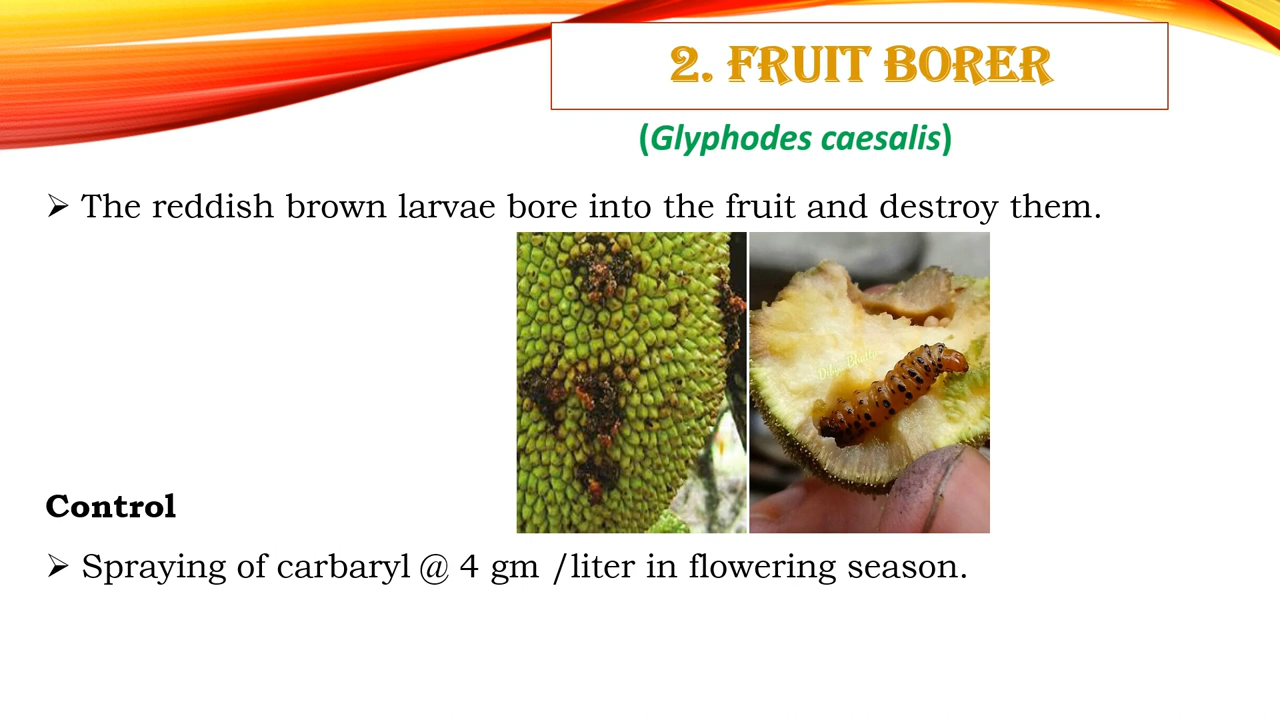 2. FRUIT BORER
(Glyphodes caesalis)
➢ The reddish brown larvae bore into the fruit and destroy them.
Control
➢ Spraying of carbaryl @ 4 gm /liter in flowering season.